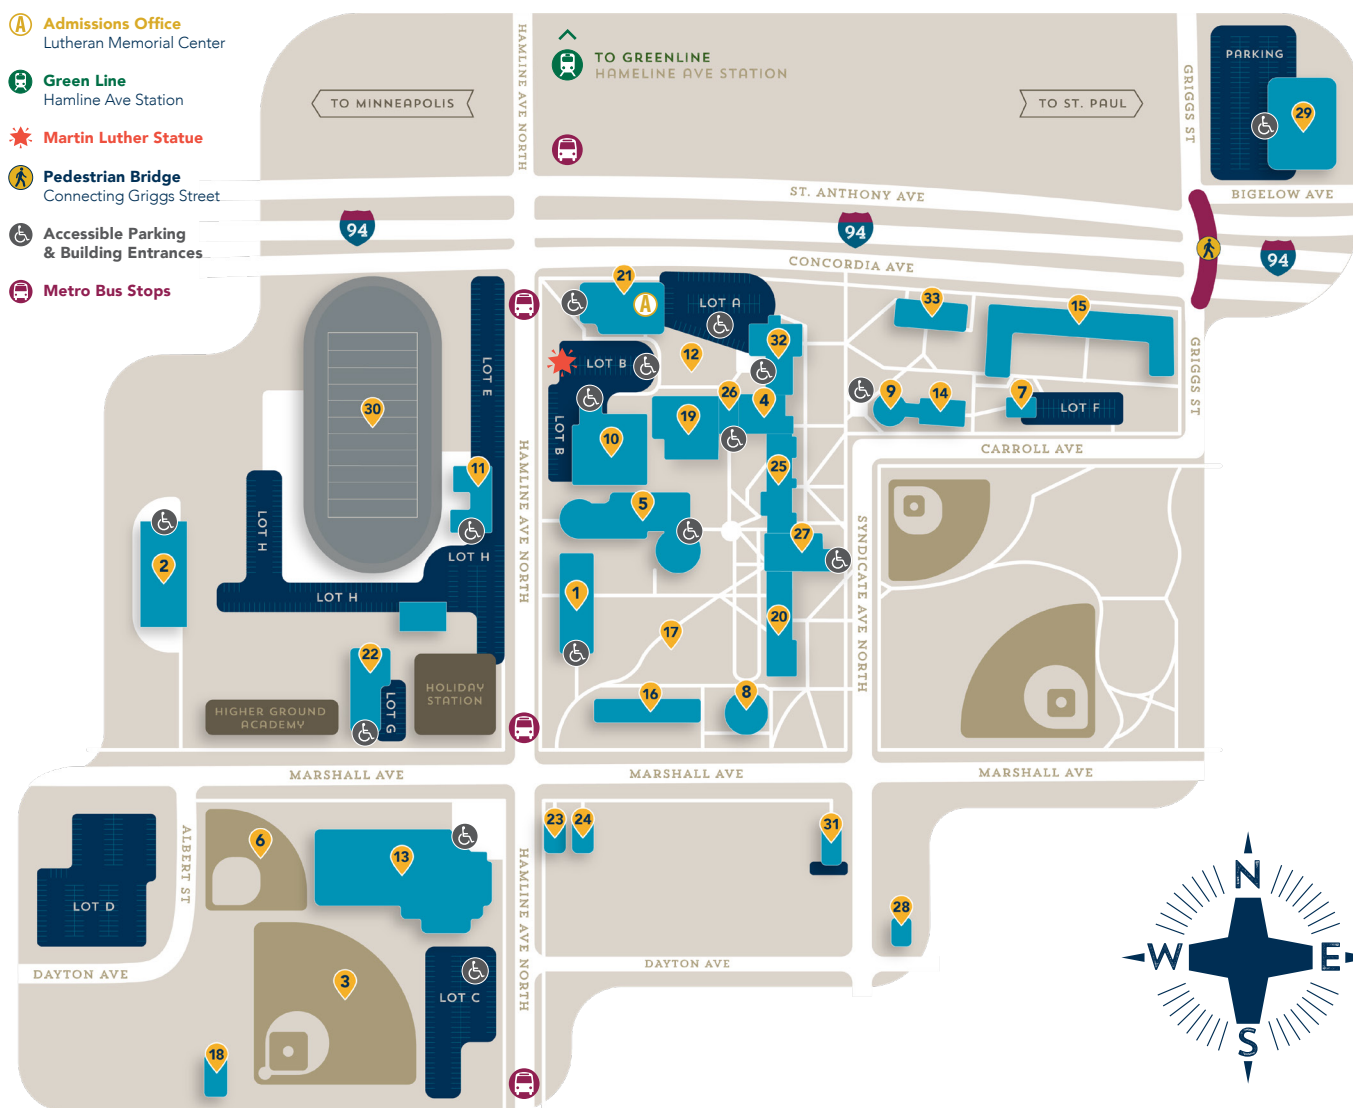 Admissions Office
Lutheran Memorial Center
Green Line
Hamline Ave Station
Martin Luther Statue
Pedestrian Bridge
Connecting Griggs Street
Accessible Parking
& Building Entrances
Metro Bus Stops
A
HAMLINE AVE NORTH
TO GREENLINE
HAMELINE AVE STATION
TO MINNEAPOLIS
TO ST. PAUL
GRIGGS ST
PARKING
29
BIGELOW AVE
ST. ANTHONY AVE
94
94
94
CONCORDIA AVE
21
A
LOT A
33
15
32
12
LOT B
LOT E
GRIGGS ST
30
26
4
19
9
14
7
LOT F
10
LOT B
HAMLINE AVE NORTH
CARROLL AVE
11
25
5
LOT H
LOT H
27
SYNDICATE AVE NORTH
2
1
LOT H
20
17
22
LOT G
HOLIDAY
STATION
HIGHER GROUND
ACADEMY
16
8
MARSHALL AVE
MARSHALL AVE
MARSHALL AVE
23
24
31
ALBERT ST
6
13
HAMLINE AVE NORTH
LOT D
28
DAYTON AVE
DAYTON AVE
3
LOT C
18
N
W
E
S